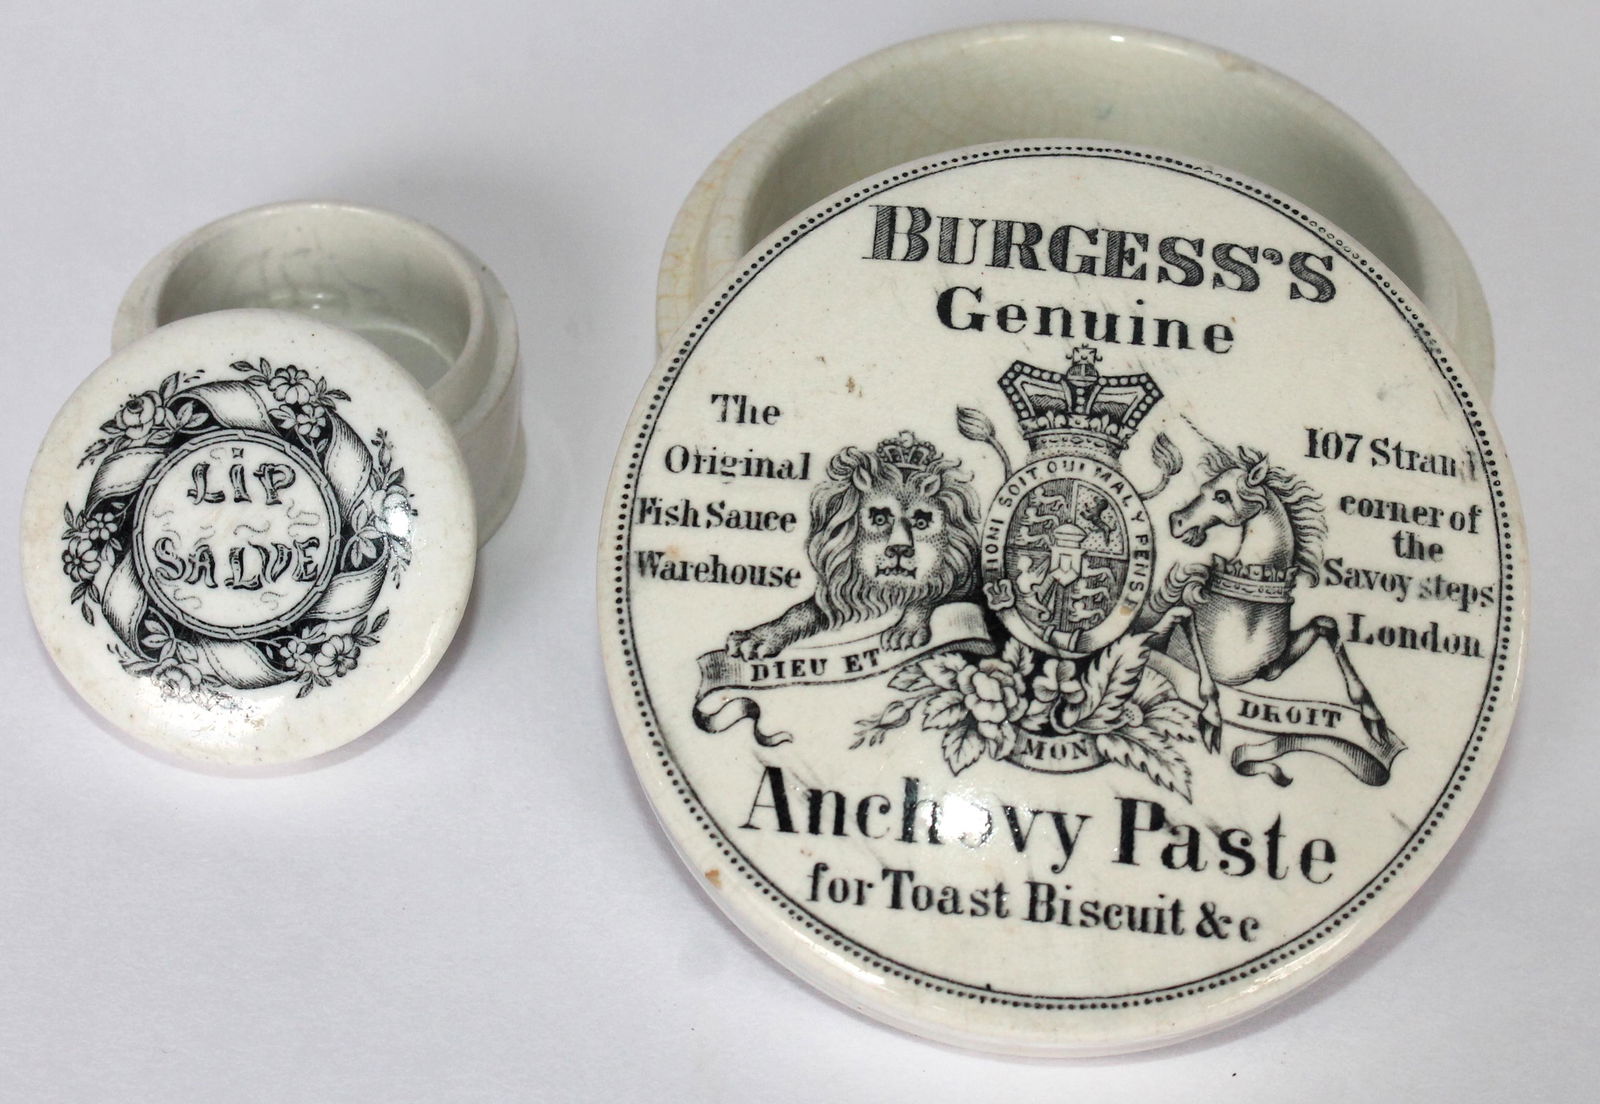 LIP
SALVE
BURGESS'S
Genuine
The
Original
Fish Sauce
Warehouse
107 Strand
corner of
the
Savoy steps
London
HONI SOIT QUI MAL Y PENSE
DIEU ET
MON
DROIT
Anchovy Paste
for Toast Biscuit &c